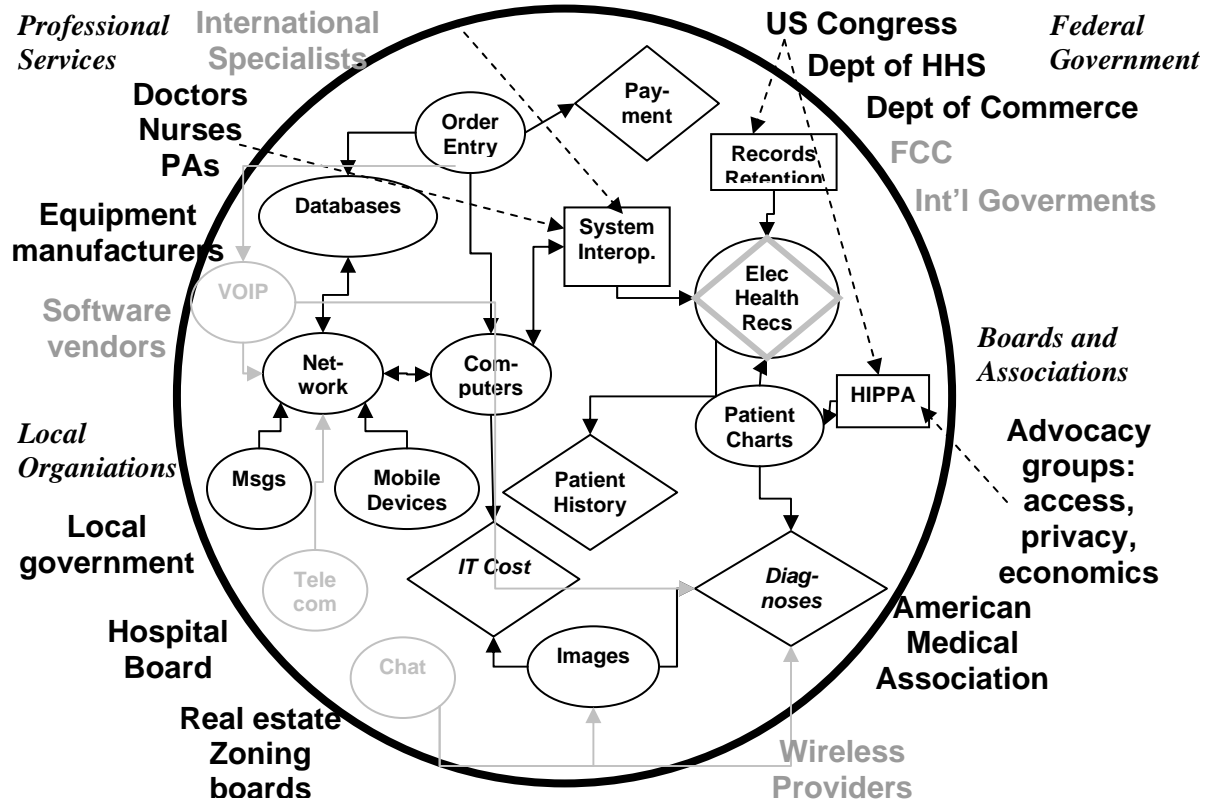 Professional
Services
International
Specialists
Doctors
Nurses
PAs
Equipment
manufacturers
Software
vendors
Local
Organiations
Local
government
Hospital
Board
Real estate
Zoning
boards
US Congress
Dept of HHS
Dept of Commerce
FCC
Int'l Goverments
Federal
Government
Boards and
Associations
Advocacy
groups:
access,
privacy,
economics
American
Medical
Association
Wireless
Providers
Order
Entry
Pay-
ment
Records
Retention
Databases
System
Interop.
VOIP
Elec
Health
Recs
Net-
work
Com-
puters
HIPPA
Patient
Charts
Msgs
Mobile
Devices
Patient
History
Tele
com
IT Cost
Diag-
noses
Chat
Images